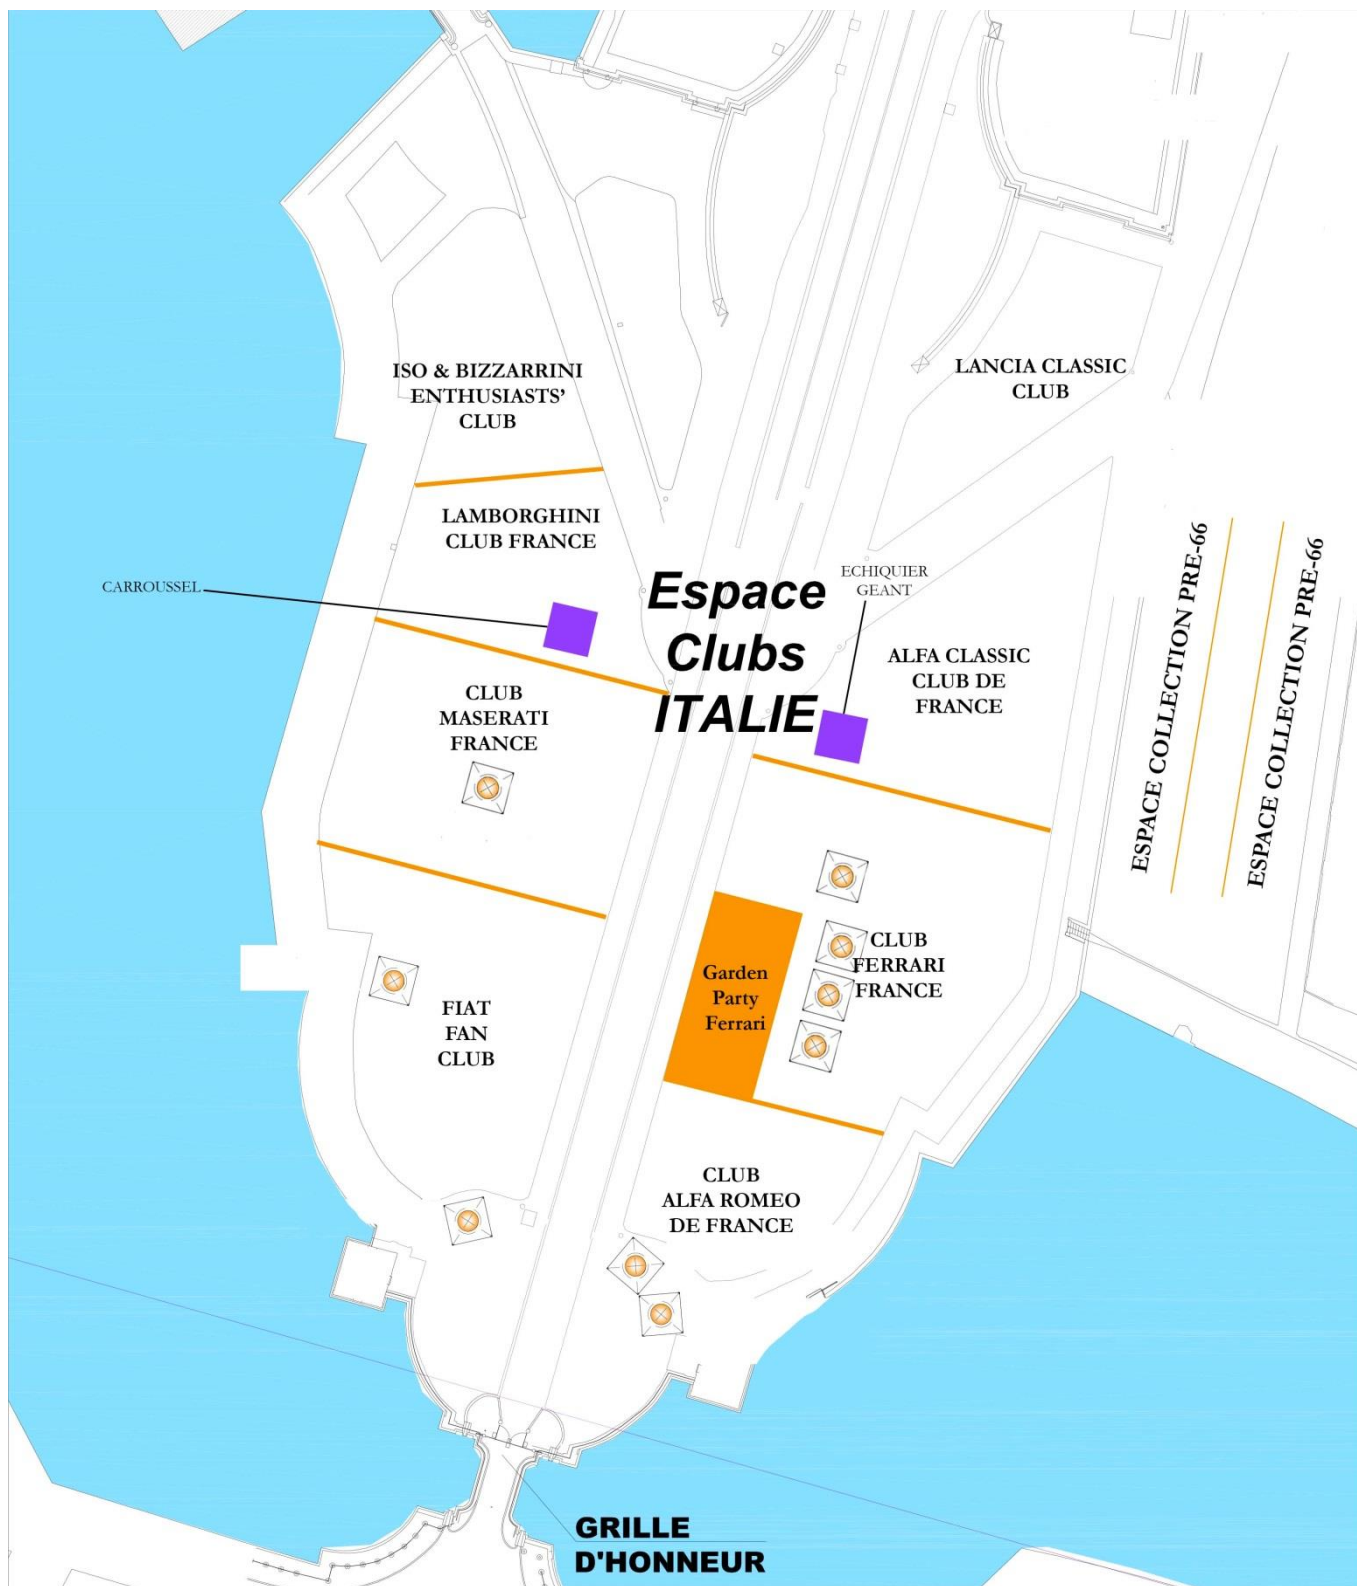 ISO & BIZZARRINI
ENTHUSIASTS'
CLUB
LANCIA CLASSIC
CLUB
LAMBORGHINI
CLUB FRANCE
CARROUSSEL
Espace
Clubs
ITALIE
ECHIQUIER
GEANT
ALFA CLASSIC
CLUB DE
FRANCE
ESPACE COLLECTION PRE-66
ESPACE COLLECTION PRE-66
CLUB
MASERATI
FRANCE
Garden
Party
Ferrari
CLUB
FERRARI
FRANCE
FIAT
FAN
CLUB
CLUB
ALFA ROMEO
DE FRANCE
GRILLE
D'HONNEUR